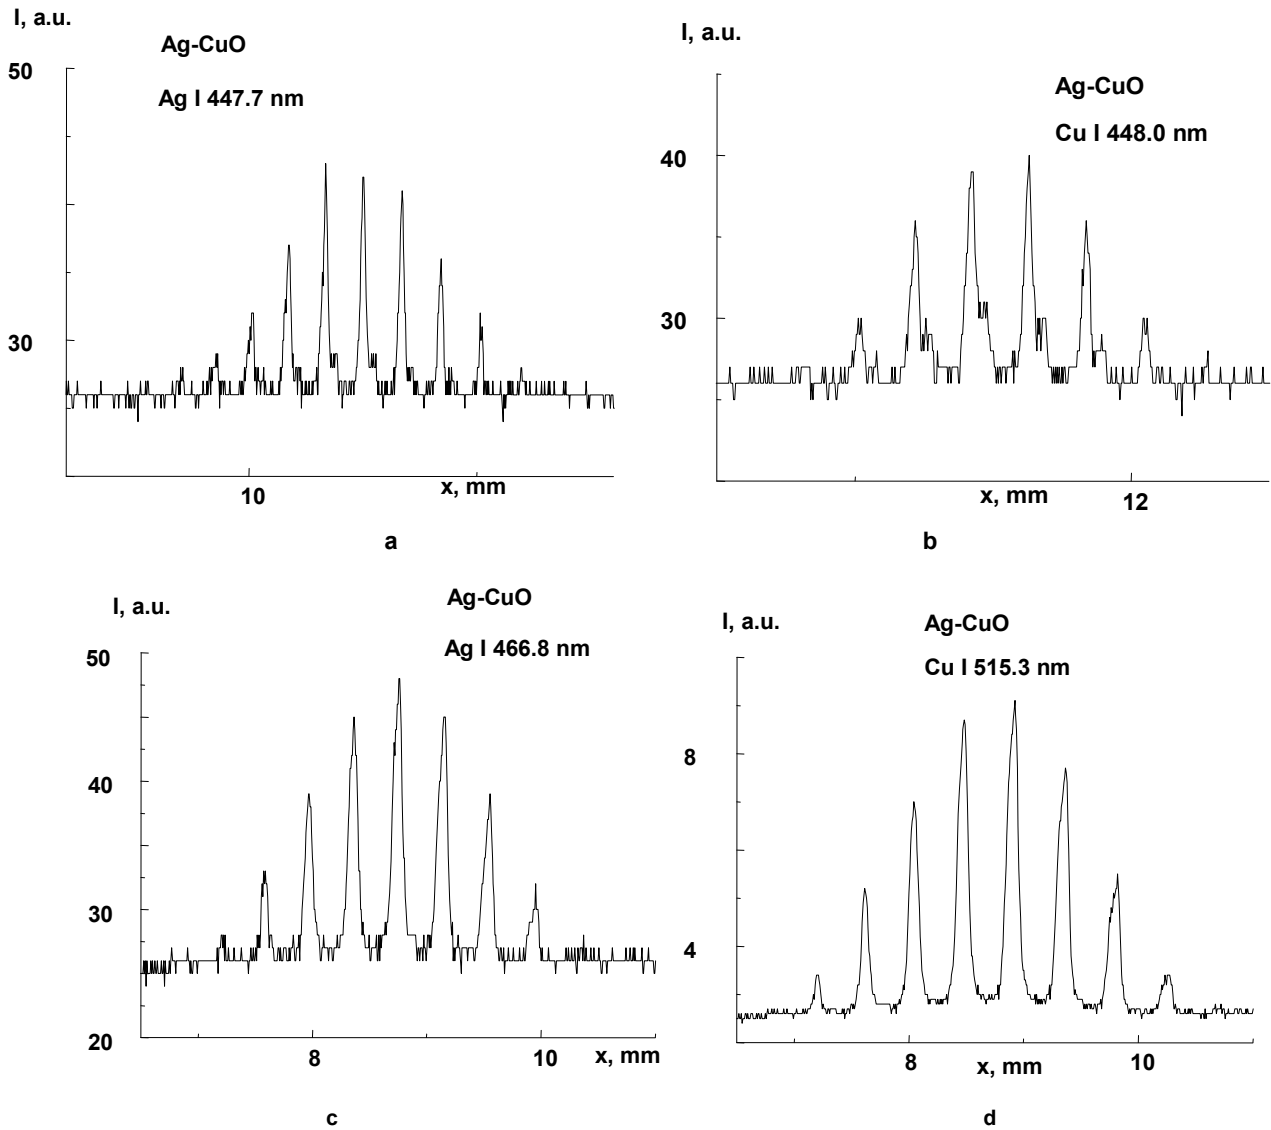 I, a.u.
Ag-CuO
Ag I 447.7 nm
50
30
10
x, mm
a
I, a.u.
Ag-CuO
Cu I 448.0 nm
40
30
x, mm
12
b
I, a.u.
Ag-CuO
Ag I 466.8 nm
50
40
30
20
8
10
x, mm
c
I, a.u.
Ag-CuO
Cu I 515.3 nm
8
4
8
x, mm
10
d